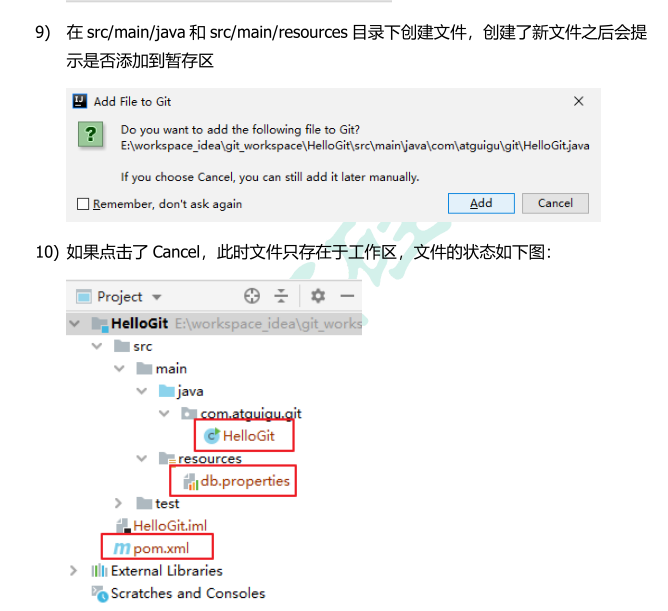 9) 在 src/main/java 和 src/main/resources 目录下创建文件，创建了新文件之后会提
示是否添加到暂存区
Add File to Git
Do you want to add the following file to Git?
E:\workspace_idea\git_workspace\HelloGit\src\main\java\com\atguigu\git\HelloGit.java
If you choose Cancel, you can still add it later manually.
Remember, don't ask again
Add
Cancel
10) 如果点击了 Cancel，此时文件只存在于工作区，文件的状态如下图：
Project
HelloGit E:\workspace_idea\git_works
src
main
java
com.atguigu.git
HelloGit
resources
db.properties
test
HelloGit.iml
pom.xml
External Libraries
Scratches and Consoles